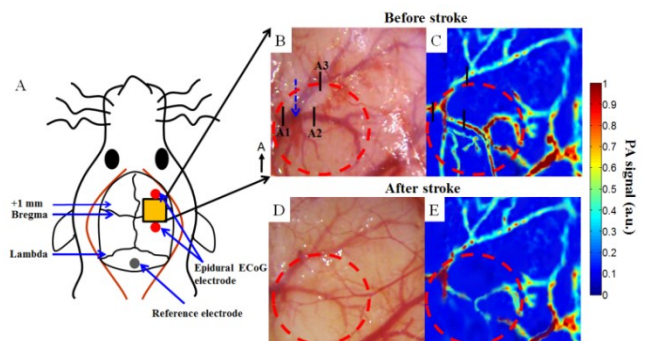 Before stroke
A
B
C
A3
A1
A2
A
+1 mm
Bregma
Lambda
Epidural ECoG
electrode
Reference electrode
After stroke
D
E
1
0.9
0.8
0.7
0.6
0.5
0.4
0.3
0.2
0.1
0
PA signal (a.u.)